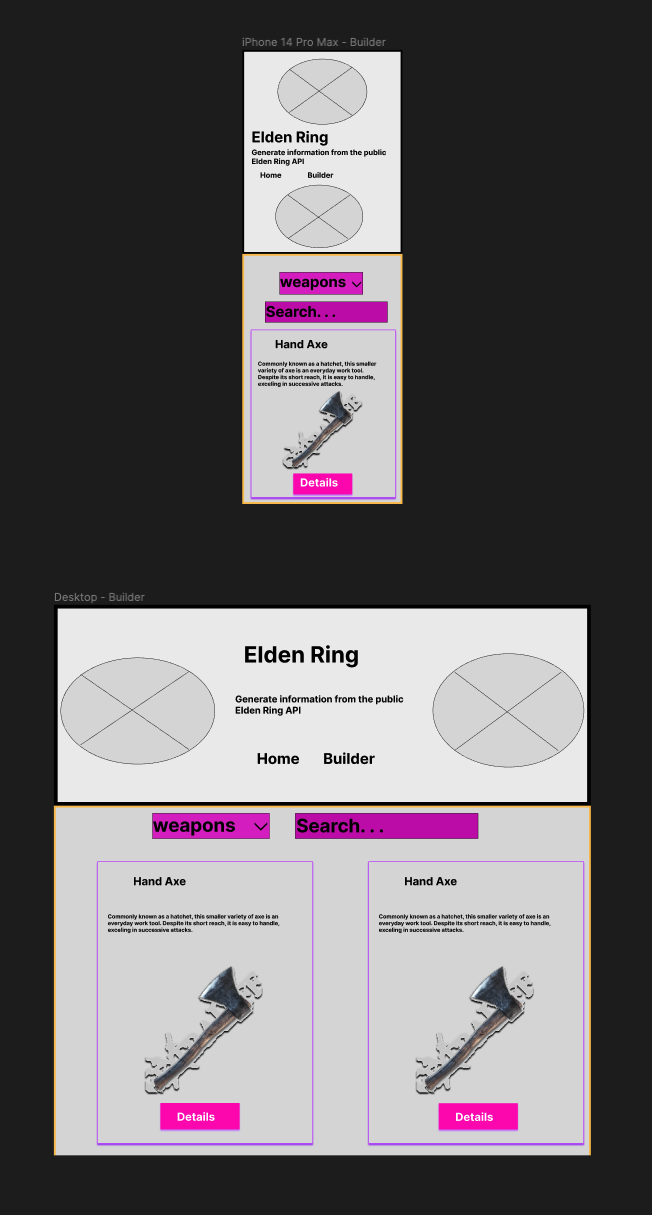 iPhone 14 Pro Max - Builder
Elden Ring
Generate information from the public
Elden Ring API
Home Builder
weapons
Search. . .
Hand Axe
Commonly known as a hatchet, this smaller
variety of axe is an everyday work tool.
Despite its short reach, it is easy to handle,
exceling in successive attacks.
Details
Desktop - Builder
Elden Ring
Generate information from the public
Elden Ring API
Home Builder
weapons
Search. . .
Hand Axe
Commonly known as a hatchet, this smaller variety of axe is an
everyday work tool. Despite its short reach, it is easy to handle,
exceling in successive attacks.
Details
Hand Axe
Commonly known as a hatchet, this smaller variety of axe is an
everyday work tool. Despite its short reach, it is easy to handle,
exceling in successive attacks.
Details